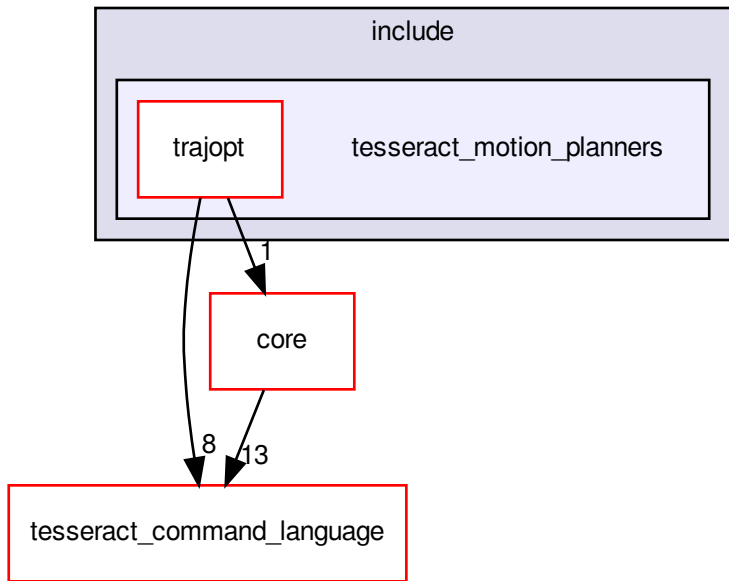 include
trajopt
tesseract_motion_planners
1
core
8
13
tesseract_command_language